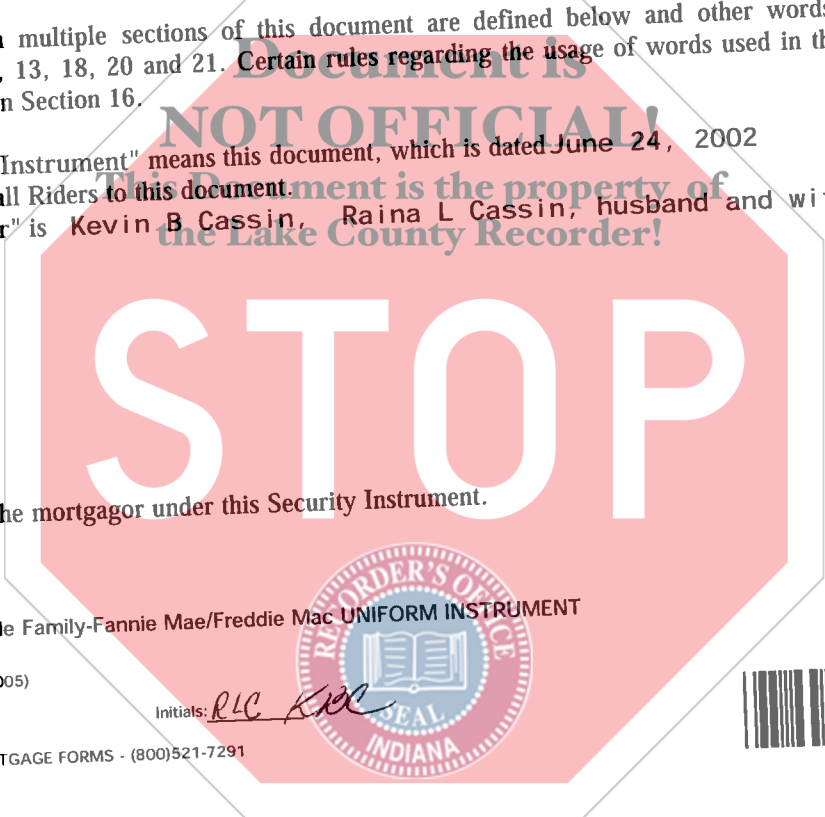 multiple sections of this document are defined below and other words
, 13, 18, 20 and 21. Certain rules regarding the usage of words used in th
n Section 16.
Document is
NOT OFFICIAL!
Instrument" means this document, which is dated June 24, 2002
all Riders to this document.
This Document is the property of
r" is Kevin B Cassin, Raina L Cassin, husband and wi
the Lake County Recorder!
STOP
he mortgagor under this Security Instrument.
RECORDER'S OFFICE
e Family-Fannie Mae/Freddie Mac UNIFORM INSTRUMENT
005)
Initials: RLC KBC
SEAL
INDIANA
TGAGE FORMS - (800)521-7291